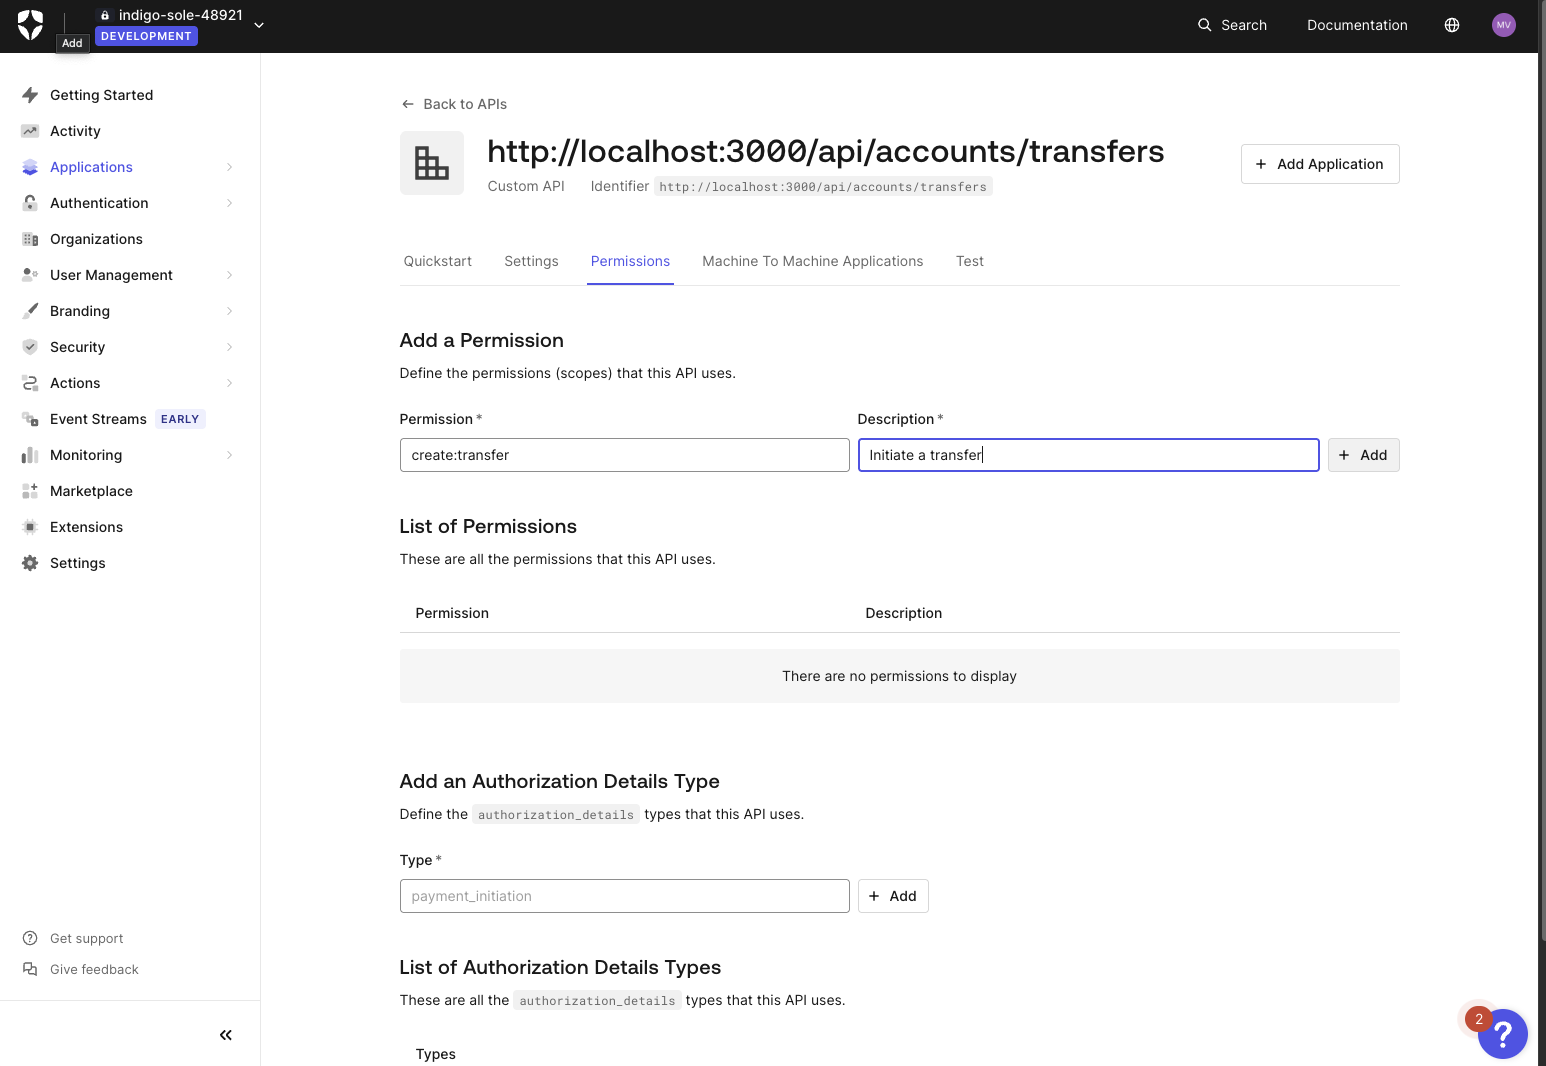 indigo-sole-48921
DEVELOPMENT
Add
Search
Documentation
MV
Getting Started
Activity
Applications
Authentication
Organizations
User Management
Branding
Security
Actions
Event Streams EARLY
Monitoring
Marketplace
Extensions
Settings
Get support
Give feedback
Back to APIs
http://localhost:3000/api/accounts/transfers
Custom API Identifier http://localhost:3000/api/accounts/transfers
+ Add Application
Quickstart Settings Permissions Machine To Machine Applications Test
Add a Permission
Define the permissions (scopes) that this API uses.
Permission * Description *
create:transfer Initiate a transfer + Add
List of Permissions
These are all the permissions that this API uses.
Permission Description
There are no permissions to display
Add an Authorization Details Type
Define the authorization_details types that this API uses.
Type *
payment_initiation + Add
List of Authorization Details Types
These are all the authorization_details types that this API uses.
Types
2
?